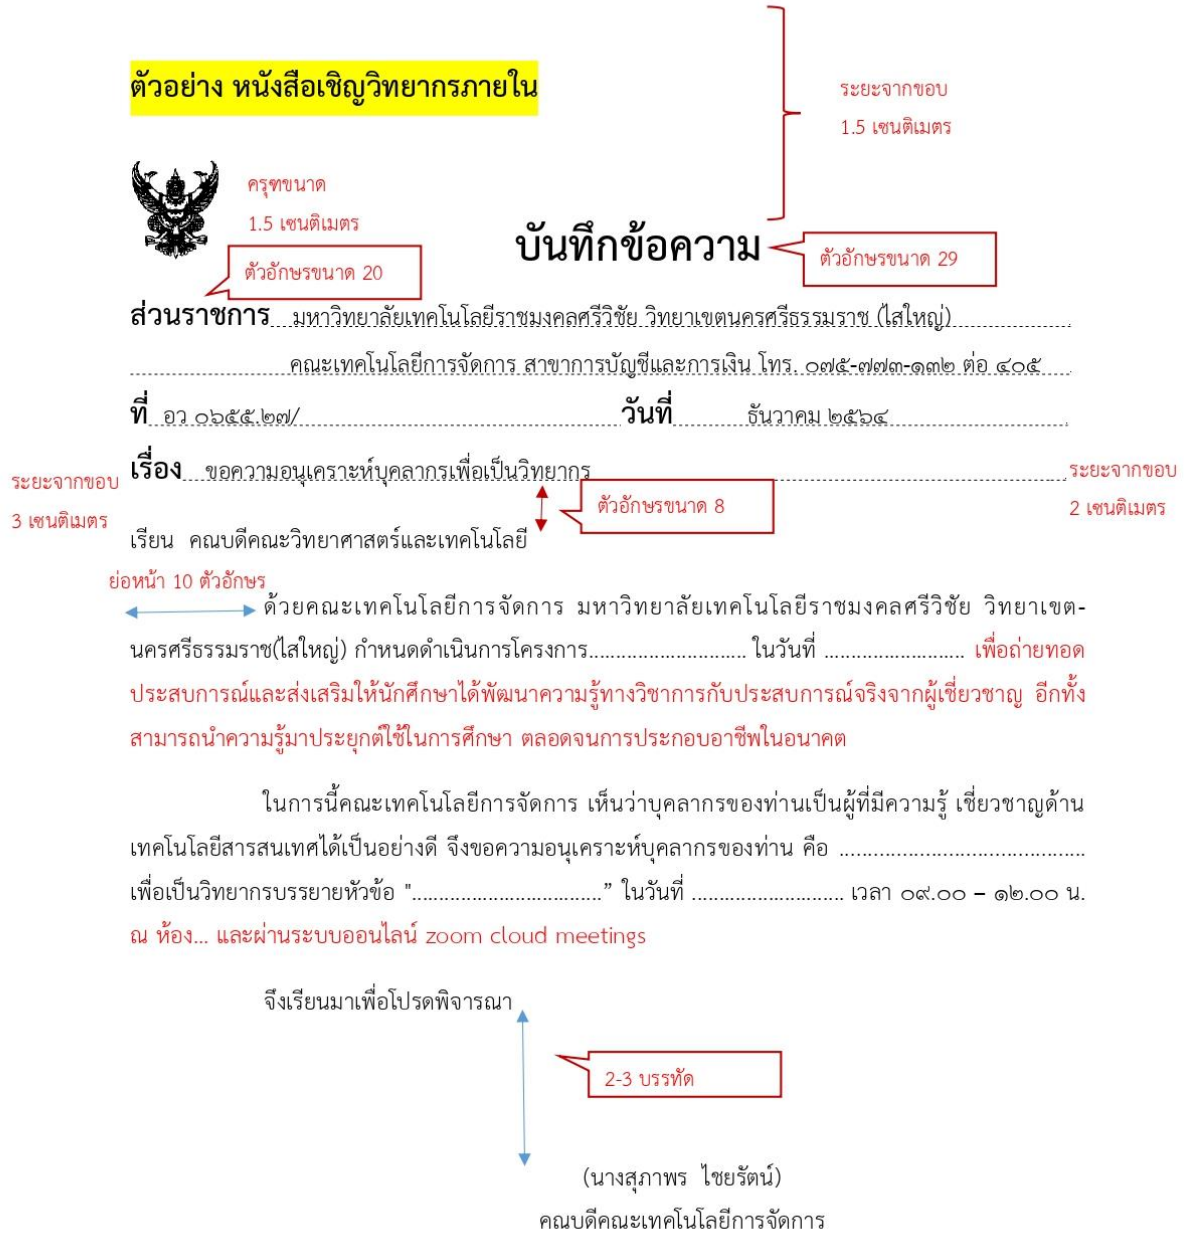 ตัวอย่าง หนังสือเชิญวิทยากรภายใน
ระยะจากขอบ
1.5 เซนติเมตร
ครุฑขนาด
1.5 เซนติเมตร
บันทึกข้อความ
ตัวอักษรขนาด 29
ตัวอักษรขนาด 20
ส่วนราชการ มหาวิทยาลัยเทคโนโลยีราชมงคลศรีวิชัย วิทยาเขตนครศรีธรรมราช (ไสใหญ่)
คณะเทคโนโลยีการจัดการ สาขาการบัญชีและการเงิน โทร. ๐๗๕-๗๗๓-๑๓๒ ต่อ ๔๐๕
ที่ อว ๐๖๕๕.๒๗/ วันที่ ธันวาคม ๒๕๖๔
เรื่อง ขอความอนุเคราะห์บุคลากรเพื่อเป็นวิทยากร
ระยะจากขอบ
3 เซนติเมตร
ระยะจากขอบ
2 เซนติเมตร
ตัวอักษรขนาด 8
เรียน คณบดีคณะวิทยาศาสตร์และเทคโนโลยี
ย่อหน้า 10 ตัวอักษร
ด้วยคณะเทคโนโลยีการจัดการ มหาวิทยาลัยเทคโนโลยีราชมงคลศรีวิชัย วิทยาเขต-
นครศรีธรรมราช(ไสใหญ่) กำหนดดำเนินการโครงการ............................. ในวันที่ .......................... เพื่อถ่ายทอด
ประสบการณ์และส่งเสริมให้นักศึกษาได้พัฒนาความรู้ทางวิชาการกับประสบการณ์จริงจากผู้เชี่ยวชาญ อีกทั้ง
สามารถนำความรู้มาประยุกต์ใช้ในการศึกษา ตลอดจนการประกอบอาชีพในอนาคต
ในการนี้คณะเทคโนโลยีการจัดการ เห็นว่าบุคลากรของท่านเป็นผู้ที่มีความรู้ เชี่ยวชาญด้าน
เทคโนโลยีสารสนเทศได้เป็นอย่างดี จึงขอความอนุเคราะห์บุคลากรของท่าน คือ ..........................................
เพื่อเป็นวิทยากรบรรยายหัวข้อ "...................................” ในวันที่ ............................ เวลา ๐๙.๐๐ – ๑๒.๐๐ น.
ณ ห้อง... และผ่านระบบออนไลน์ zoom cloud meetings
จึงเรียนมาเพื่อโปรดพิจารณา
2-3 บรรทัด
(นางสุภาพร ไชยรัตน์)
คณบดีคณะเทคโนโลยีการจัดการ